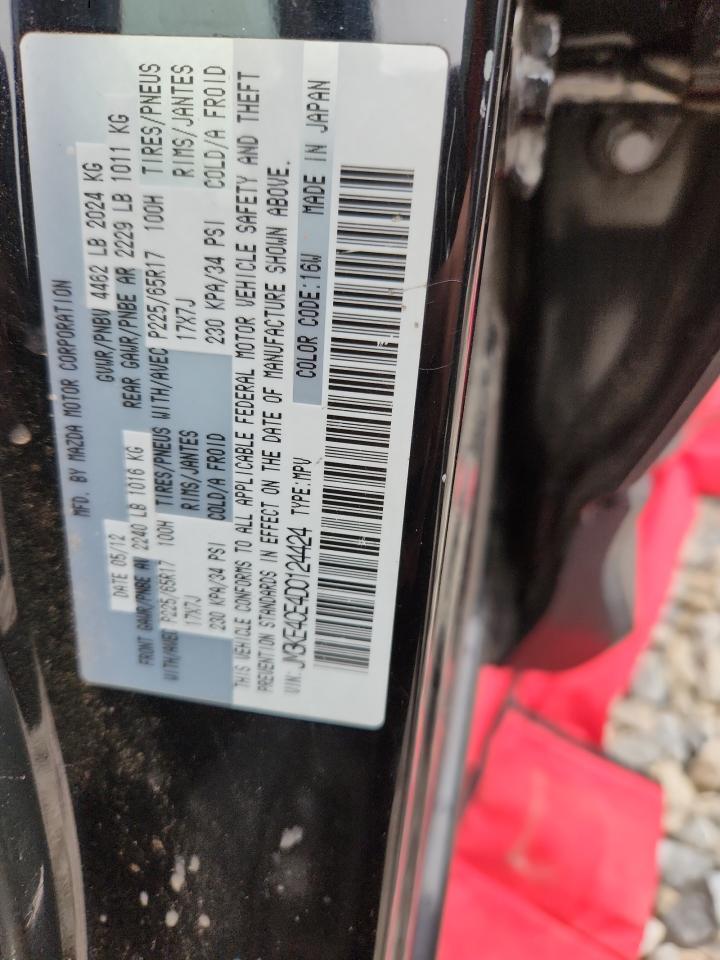 MFD. BY MAZDA MOTOR CORPORATION
DATE 05/12 GVWR/PNBV 4462 LB 2024 KG
FRONT GAWR/PNBE AV 2240 LB 1016 KG REAR GAWR/PNBE AR 2229 LB 1011 KG
WITH/AVEC P225/65R17 100H TIRES/PNEUS WITH/AVEC P225/65R17 100H TIRES/PNEUS
17X7J RIMS/JANTES 17X7J RIMS/JANTES
230 KPA/34 PSI COLD/A FROID 230 KPA/34 PSI COLD/A FROID
THIS VEHICLE CONFORMS TO ALL APPLICABLE FEDERAL MOTOR VEHICLE SAFETY AND THEFT
PREVENTION STANDARDS IN EFFECT ON THE DATE OF MANUFACTURE SHOWN ABOVE.
VIN: JM3KE4CE4D0124424 TYPE:MPV COLOR CODE:16W MADE IN JAPAN